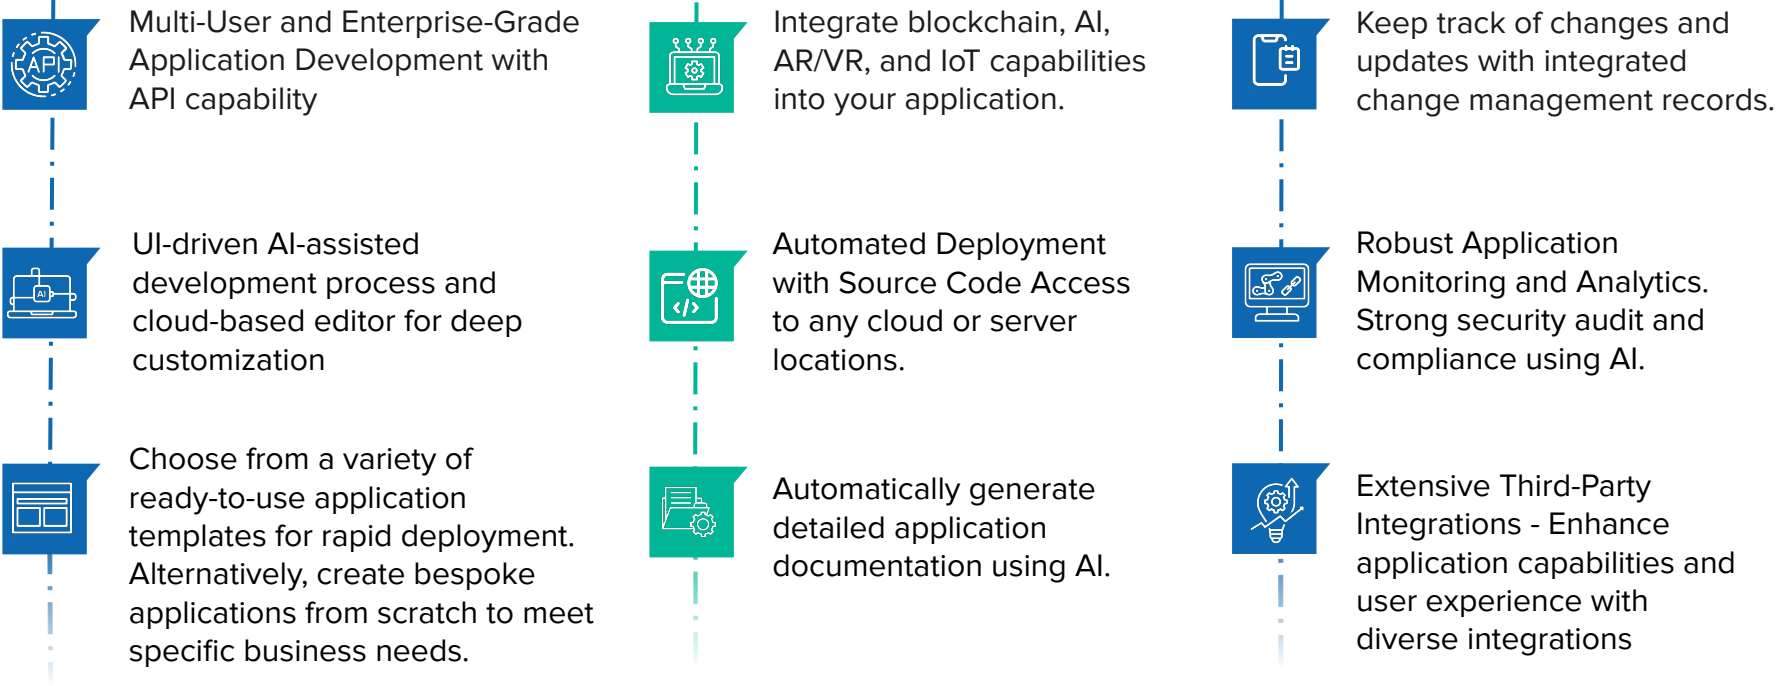 Multi-User and Enterprise-Grade
Application Development with
API capability
API
UI-driven AI-assisted
development process and
cloud-based editor for deep
customization
AI
Choose from a variety of
ready-to-use application
templates for rapid deployment.
Alternatively, create bespoke
applications from scratch to meet
specific business needs.
Integrate blockchain, AI,
AR/VR, and IoT capabilities
into your application.
Automated Deployment
with Source Code Access
to any cloud or server
locations.
</>
Automatically generate
detailed application
documentation using AI.
Keep track of changes and
updates with integrated
change management records.
Robust Application
Monitoring and Analytics.
Strong security audit and
compliance using AI.
Extensive Third-Party
Integrations - Enhance
application capabilities and
user experience with
diverse integrations